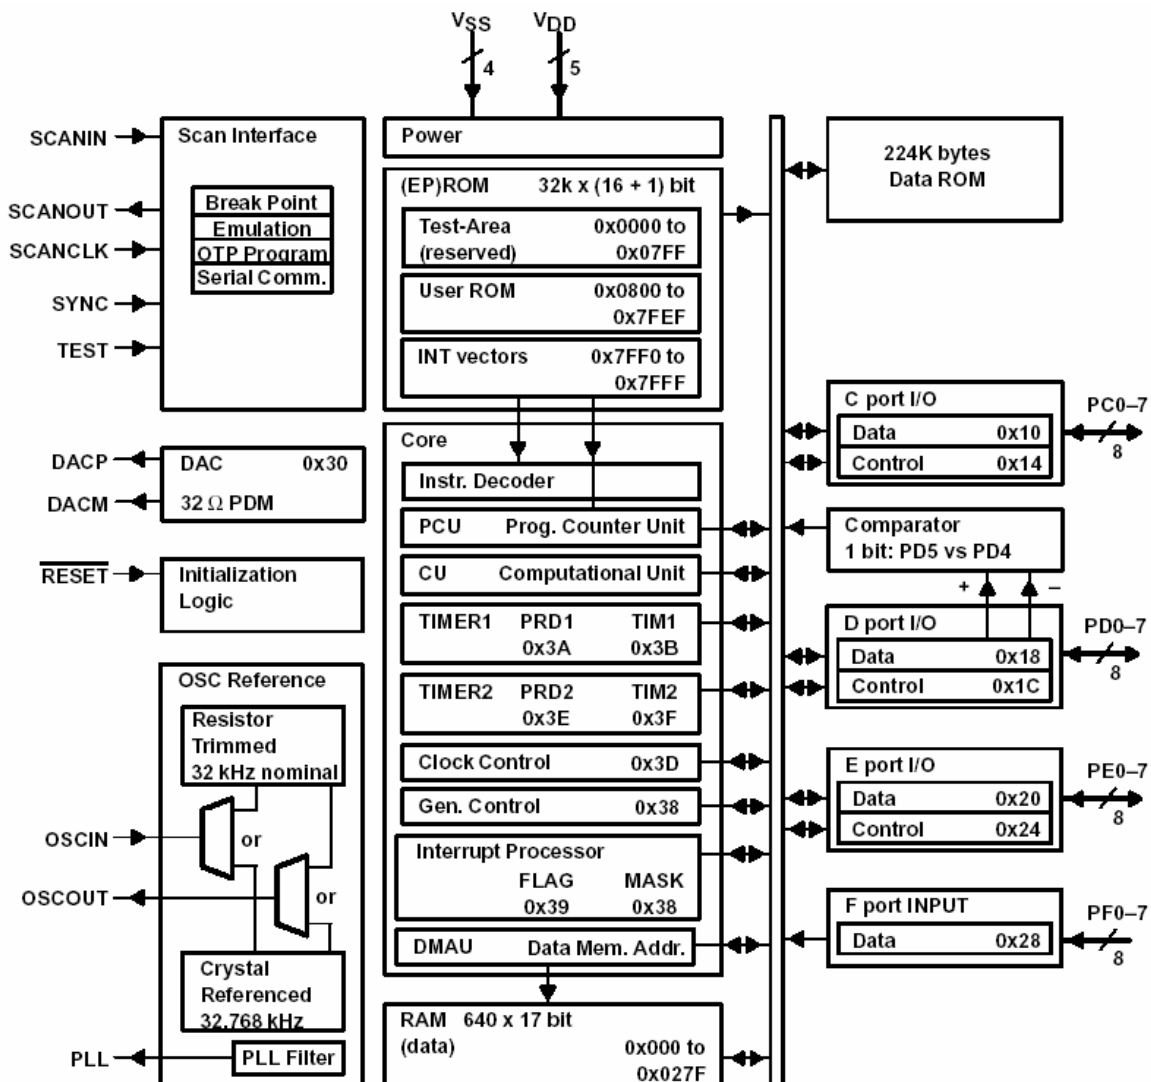 VSS VDD
4 5
SCANIN
SCANOUT
SCANCLK
SYNC
TEST
Scan Interface
Break Point
Emulation
OTP Program
Serial Comm.
DACP
DACM
DAC 0x30
32 Ω PDM
RESET
Initialization
Logic
OSC Reference
Resistor
Trimmed
32 kHz nominal
OSCIN
or
OSCOUT
or
Crystal
Referenced
32.768 kHz
PLL
PLL Filter
Power
(EP)ROM 32k x (16 + 1) bit
Test-Area 0x0000 to
(reserved) 0x07FF
User ROM 0x0800 to
0x7FEF
INT vectors 0x7FF0 to
0x7FFF
Core
Instr. Decoder
PCU Prog. Counter Unit
CU Computational Unit
TIMER1 PRD1 TIM1
0x3A 0x3B
TIMER2 PRD2 TIM2
0x3E 0x3F
Clock Control 0x3D
Gen. Control 0x38
Interrupt Processor
FLAG MASK
0x39 0x38
DMAU Data Mem. Addr.
RAM 640 x 17 bit
(data) 0x000 to
0x027F
224K bytes
Data ROM
C port I/O
Data 0x10
Control 0x14
PC0–7
8
Comparator
1 bit: PD5 vs PD4
+ –
D port I/O
Data 0x18
Control 0x1C
PD0–7
8
E port I/O
Data 0x20
Control 0x24
PE0–7
8
F port INPUT
Data 0x28
PF0–7
8